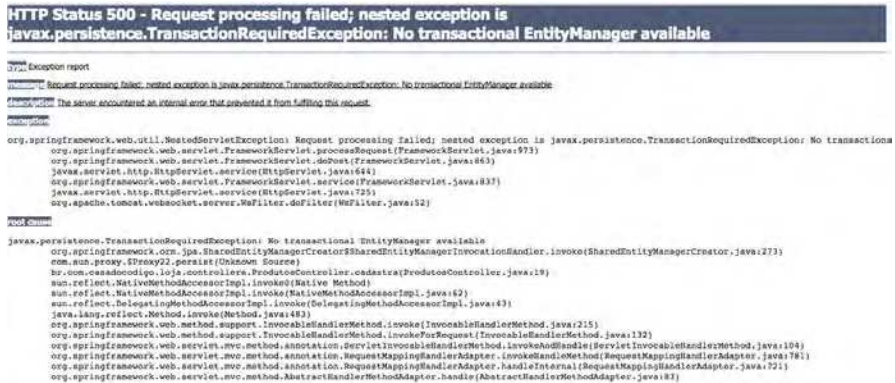 HTTP Status 500 - Request processing failed; nested exception is
javax.persistence.TransactionRequiredException: No transactional EntityManager available
type Exception report
message Request processing failed; nested exception is javax.persistence.TransactionRequiredException: No transactional EntityManager available
description The server encountered an internal error that prevented it from fulfilling this request.
exception
org.springframework.web.util.NestedServletException: Request processing failed; nested exception is javax.persistence.TransactionRequiredException: No transactiona
org.springframework.web.servlet.FrameworkServlet.processRequest(FrameworkServlet.java:973)
org.springframework.web.servlet.FrameworkServlet.doPost(FrameworkServlet.java:863)
javax.servlet.http.HttpServlet.service(HttpServlet.java:644)
org.springframework.web.servlet.FrameworkServlet.service(FrameworkServlet.java:837)
javax.servlet.http.HttpServlet.service(HttpServlet.java:725)
org.apache.tomcat.websocket.server.WsFilter.doFilter(WsFilter.java:52)
root cause
javax.persistence.TransactionRequiredException: No transactional EntityManager available
org.springframework.orm.jpa.SharedEntityManagerCreator$SharedEntityManagerInvocationHandler.invoke(SharedEntityManagerCreator.java:273)
com.sun.proxy.$Proxy22.persist(Unknown Source)
br.com.casadocodigo.loja.controllers.ProdutosController.cadastra(ProdutosController.java:19)
sun.reflect.NativeMethodAccessorImpl.invoke0(Native Method)
sun.reflect.NativeMethodAccessorImpl.invoke(NativeMethodAccessorImpl.java:62)
sun.reflect.DelegatingMethodAccessorImpl.invoke(DelegatingMethodAccessorImpl.java:43)
java.lang.reflect.Method.invoke(Method.java:483)
org.springframework.web.method.support.InvocableHandlerMethod.invoke(InvocableHandlerMethod.java:215)
org.springframework.web.method.support.InvocableHandlerMethod.invokeForRequest(InvocableHandlerMethod.java:132)
org.springframework.web.servlet.mvc.method.annotation.ServletInvocableHandlerMethod.invokeAndHandle(ServletInvocableHandlerMethod.java:104)
org.springframework.web.servlet.mvc.method.annotation.RequestMappingHandlerAdapter.invokeHandleMethod(RequestMappingHandlerAdapter.java:781)
org.springframework.web.servlet.mvc.method.annotation.RequestMappingHandlerAdapter.handleInternal(RequestMappingHandlerAdapter.java:721)
org.springframework.web.servlet.mvc.method.AbstractHandlerMethodAdapter.handle(AbstractHandlerMethodAdapter.java:83)